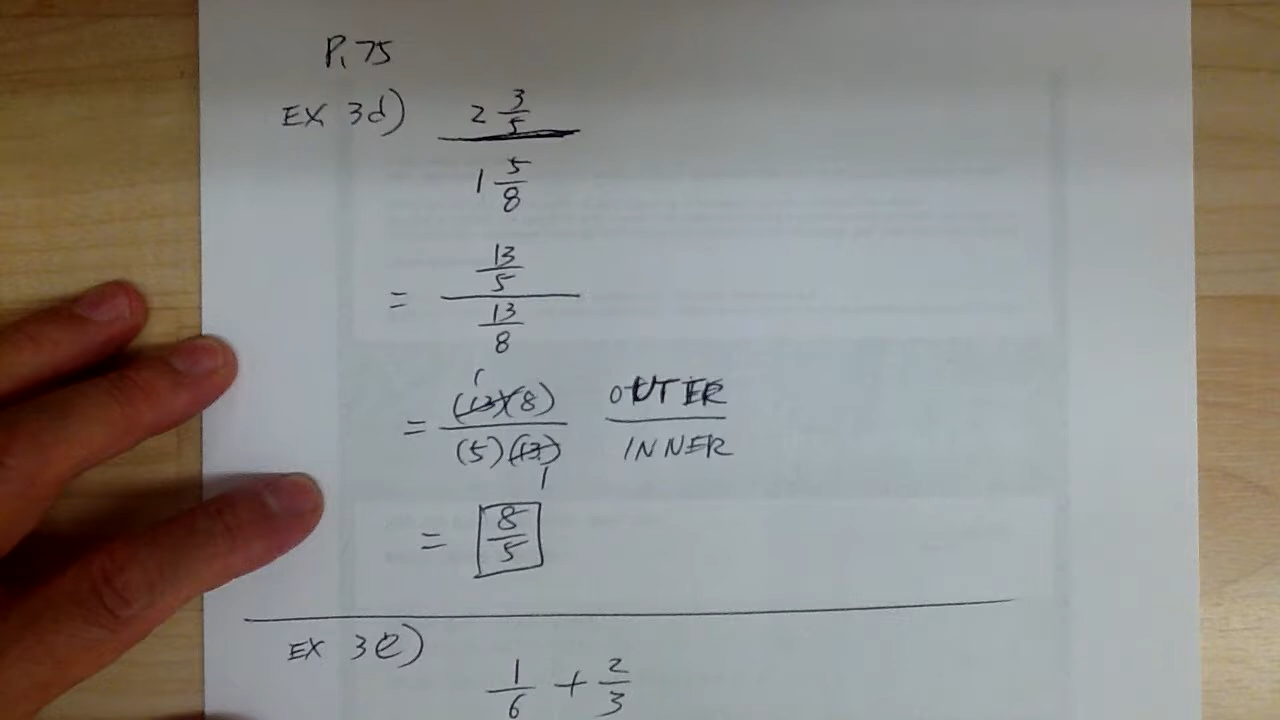 P. 75
EX 3d) 2 3/5
1 5/8
= 13/5
13/8
1
= (13)(8) OUTER
(5)(13) INNER
1
= 8/5
EX 3e) 1/6 + 2/3